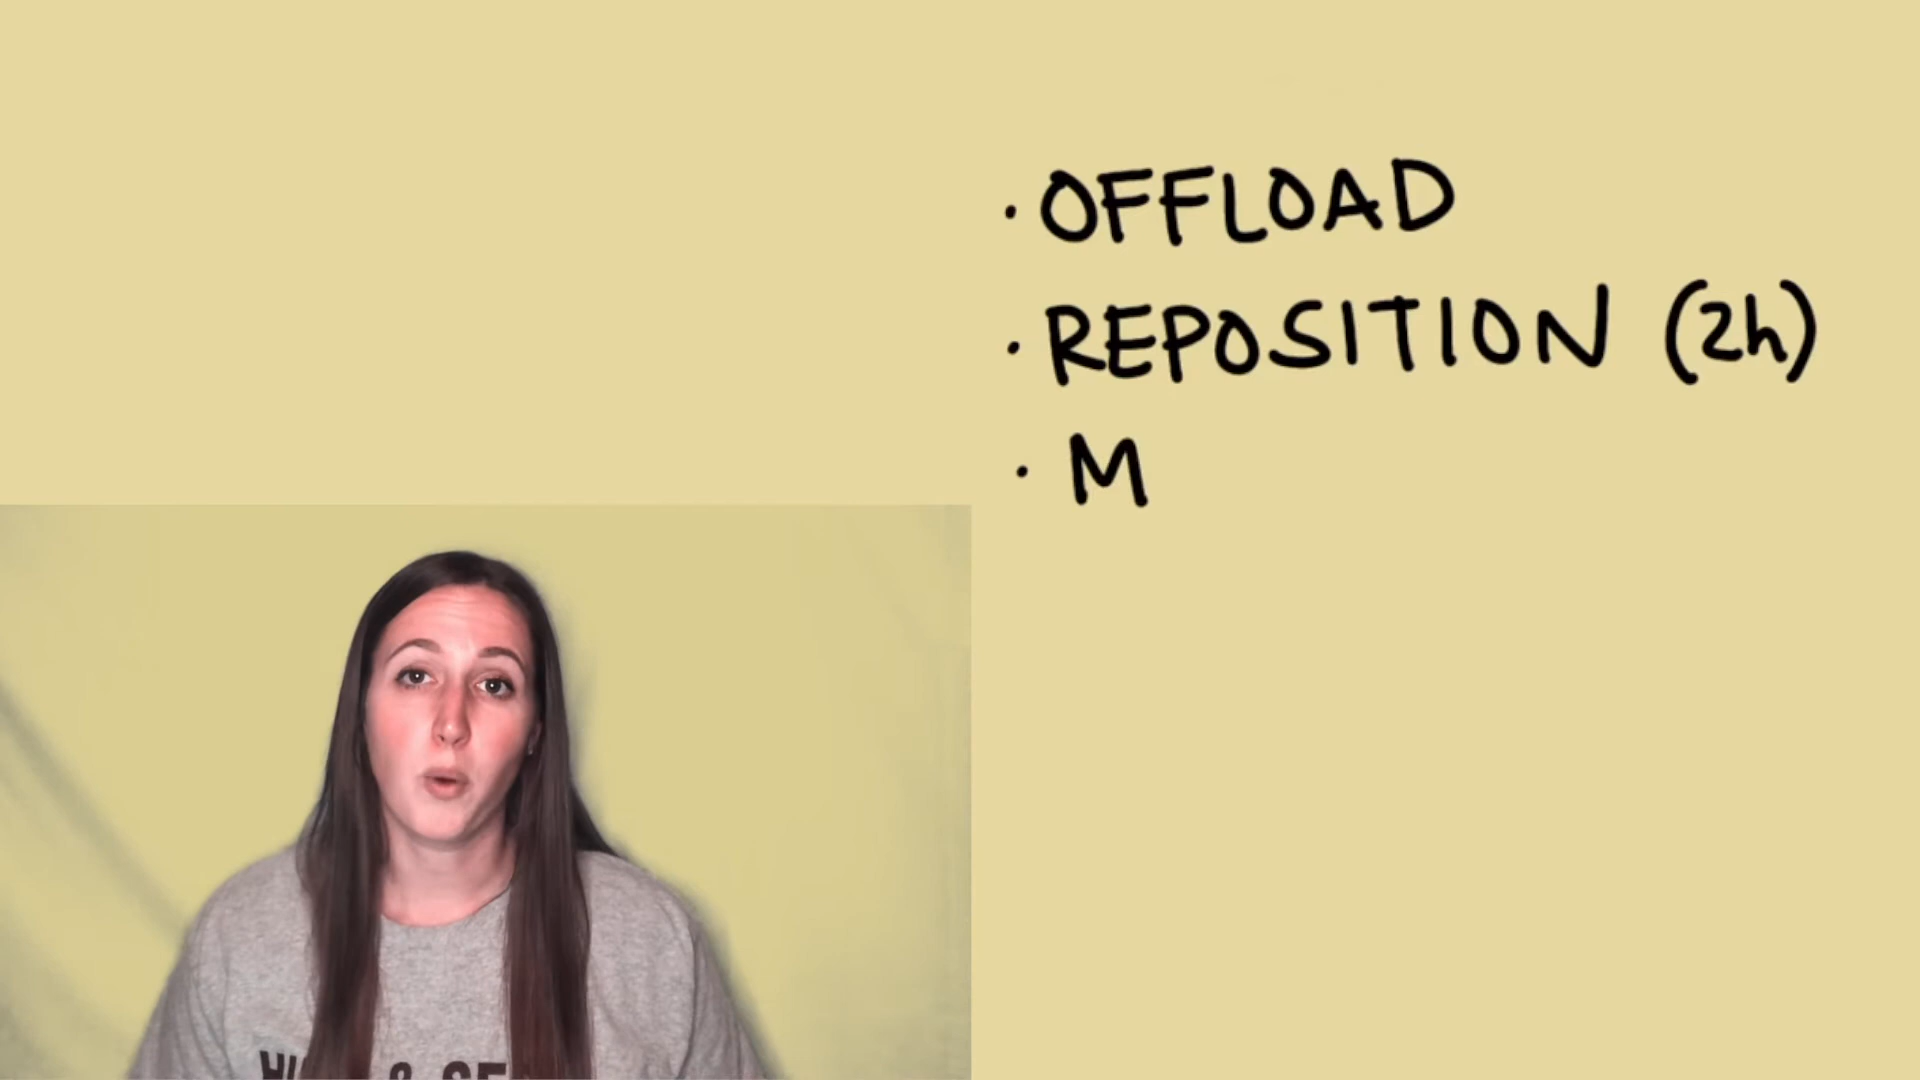 · OFFLOAD
· REPOSITION (2h)
· M